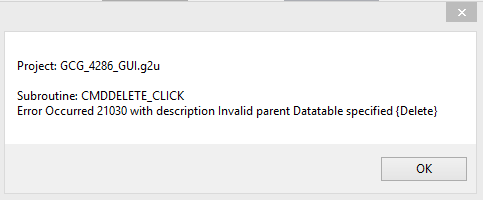 Project: GCG_4286_GUI.g2u
Subroutine: CMDDELETE_CLICK
Error Occurred 21030 with description Invalid parent Datatable specified {Delete}
OK